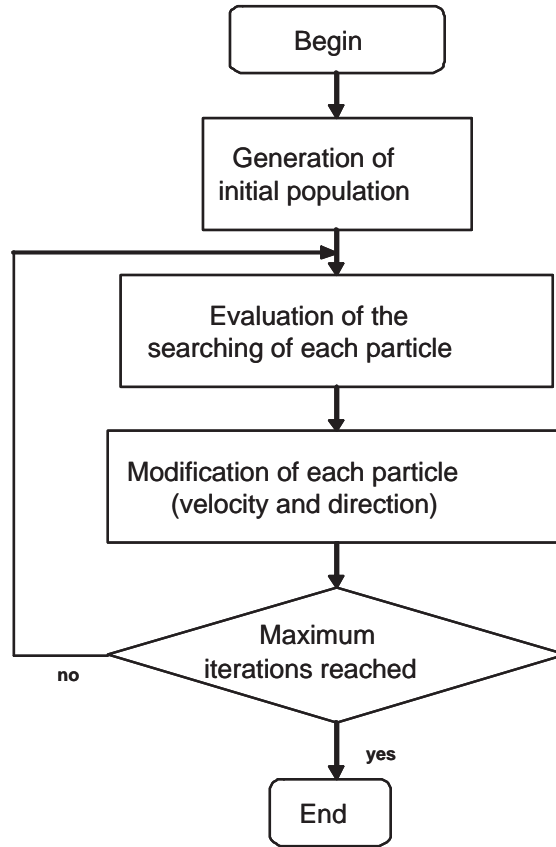 Begin
Generation of
initial population
Evaluation of the
searching of each particle
Modification of each particle
(velocity and direction)
Maximum
iterations reached
no
yes
End